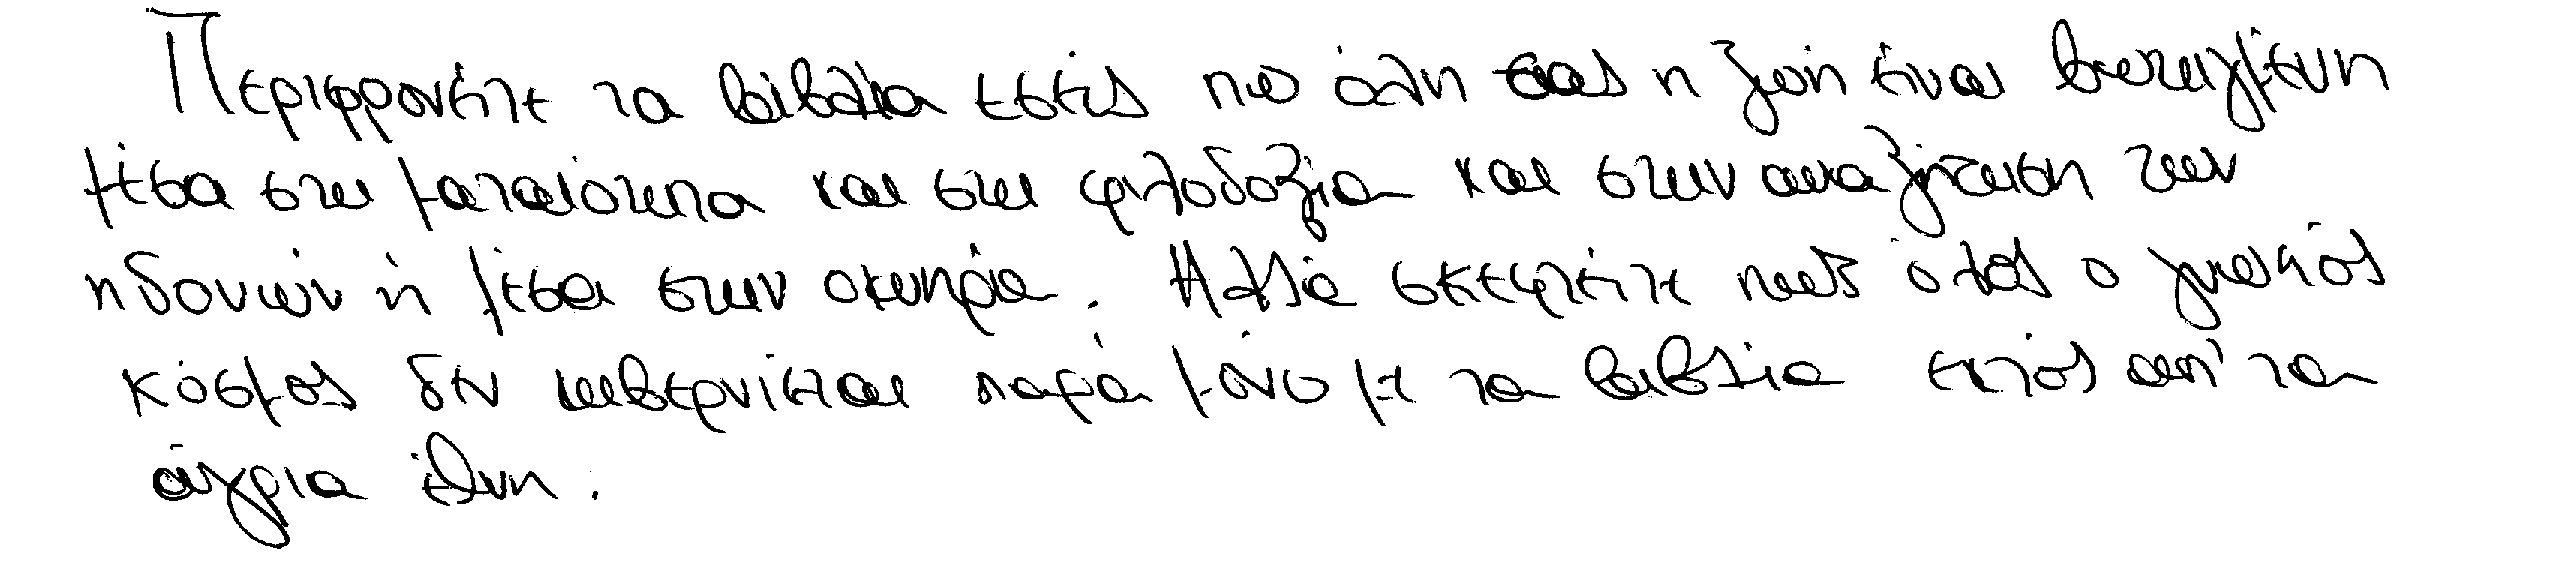 Περιφρονείτε τα βιβλία εσείς που όλη σας η ζωή είναι βυτηγμένη
μέσα στη ματαιότητα και στη φιλοδοξία και στην αναζήτηση των
ηδονών ή μέσα στην οκνηρία. Αλλά σκεφτείτε πως όλος ο γνωστός
κόσμος δεν κυβερνιέται παρά μόνο με τα βιβλία εκτός απ' τα
άγρια έθνη.